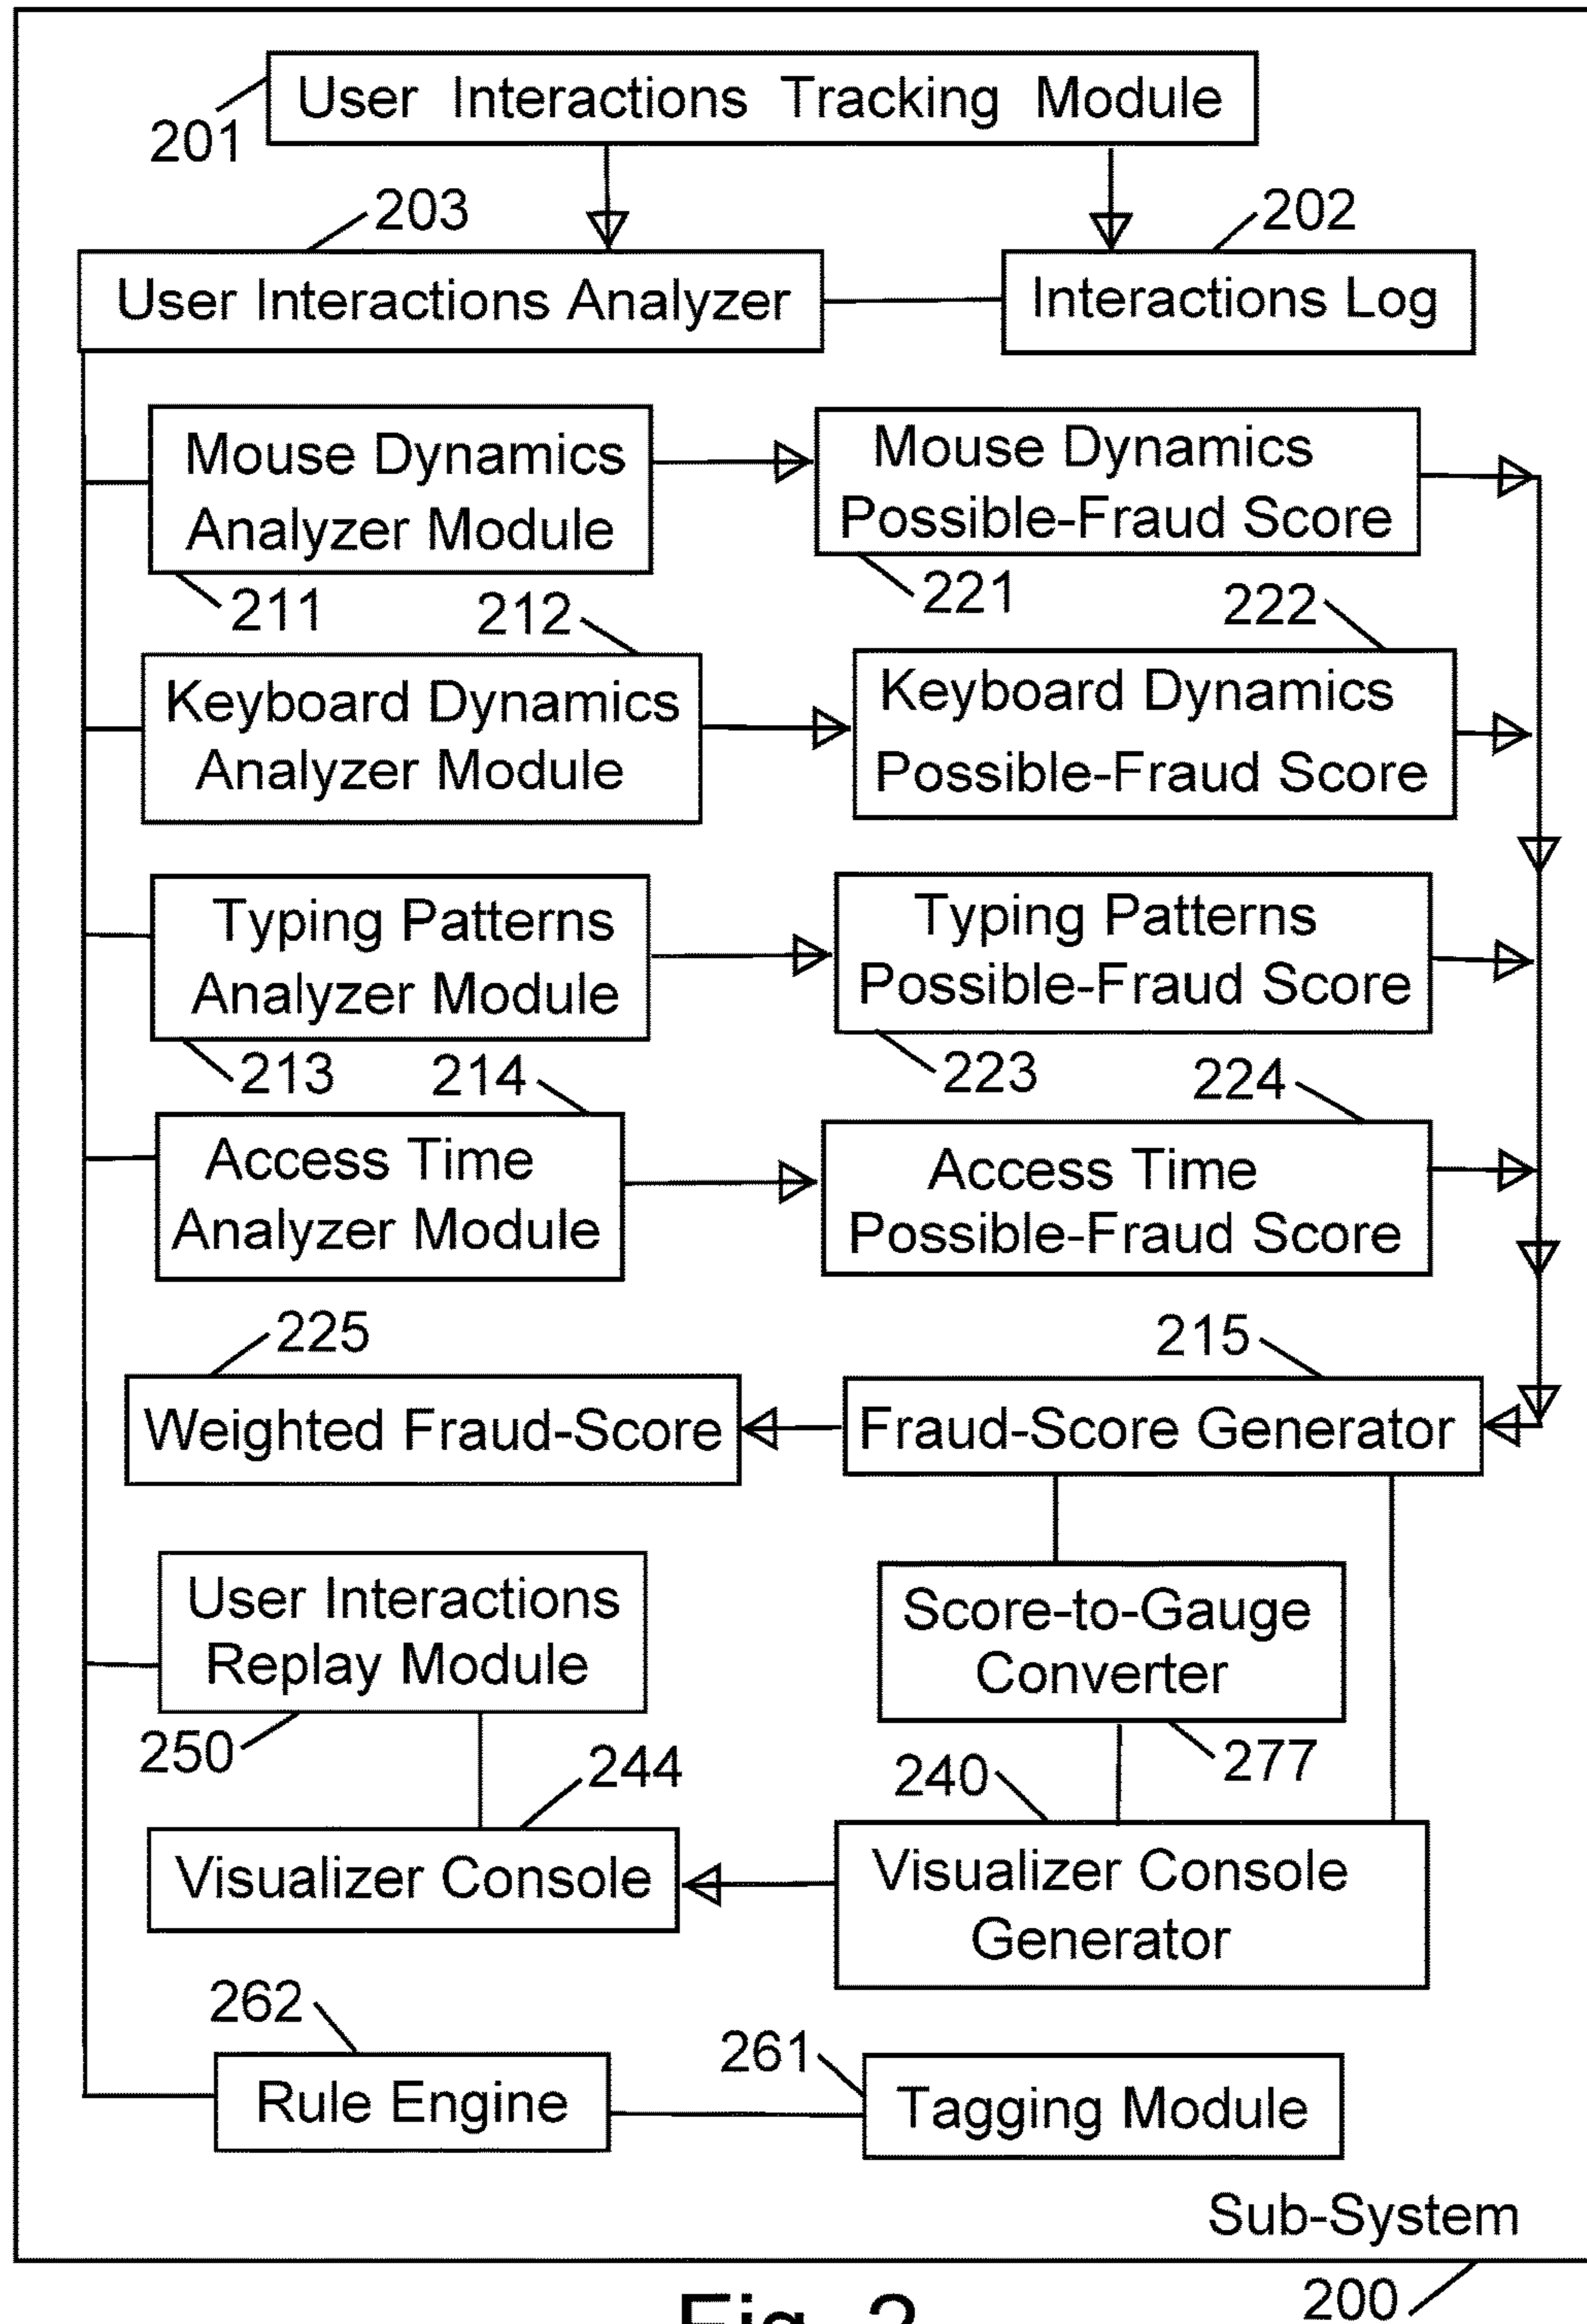 User Interactions Tracking Module
201
203
202
User Interactions Analyzer
Interactions Log
Mouse Dynamics
Analyzer Module
Mouse Dynamics
Possible-Fraud Score
211
212
221
222
Keyboard Dynamics
Analyzer Module
Keyboard Dynamics
Possible-Fraud Score
Typing Patterns
Analyzer Module
Typing Patterns
Possible-Fraud Score
213
214
223
224
Access Time
Analyzer Module
Access Time
Possible-Fraud Score
225
215
Weighted Fraud-Score
Fraud-Score Generator
User Interactions
Replay Module
Score-to-Gauge
Converter
250
244
240
277
Visualizer Console
Visualizer Console
Generator
262
261
Rule Engine
Tagging Module
Sub-System
200
Fig. 2